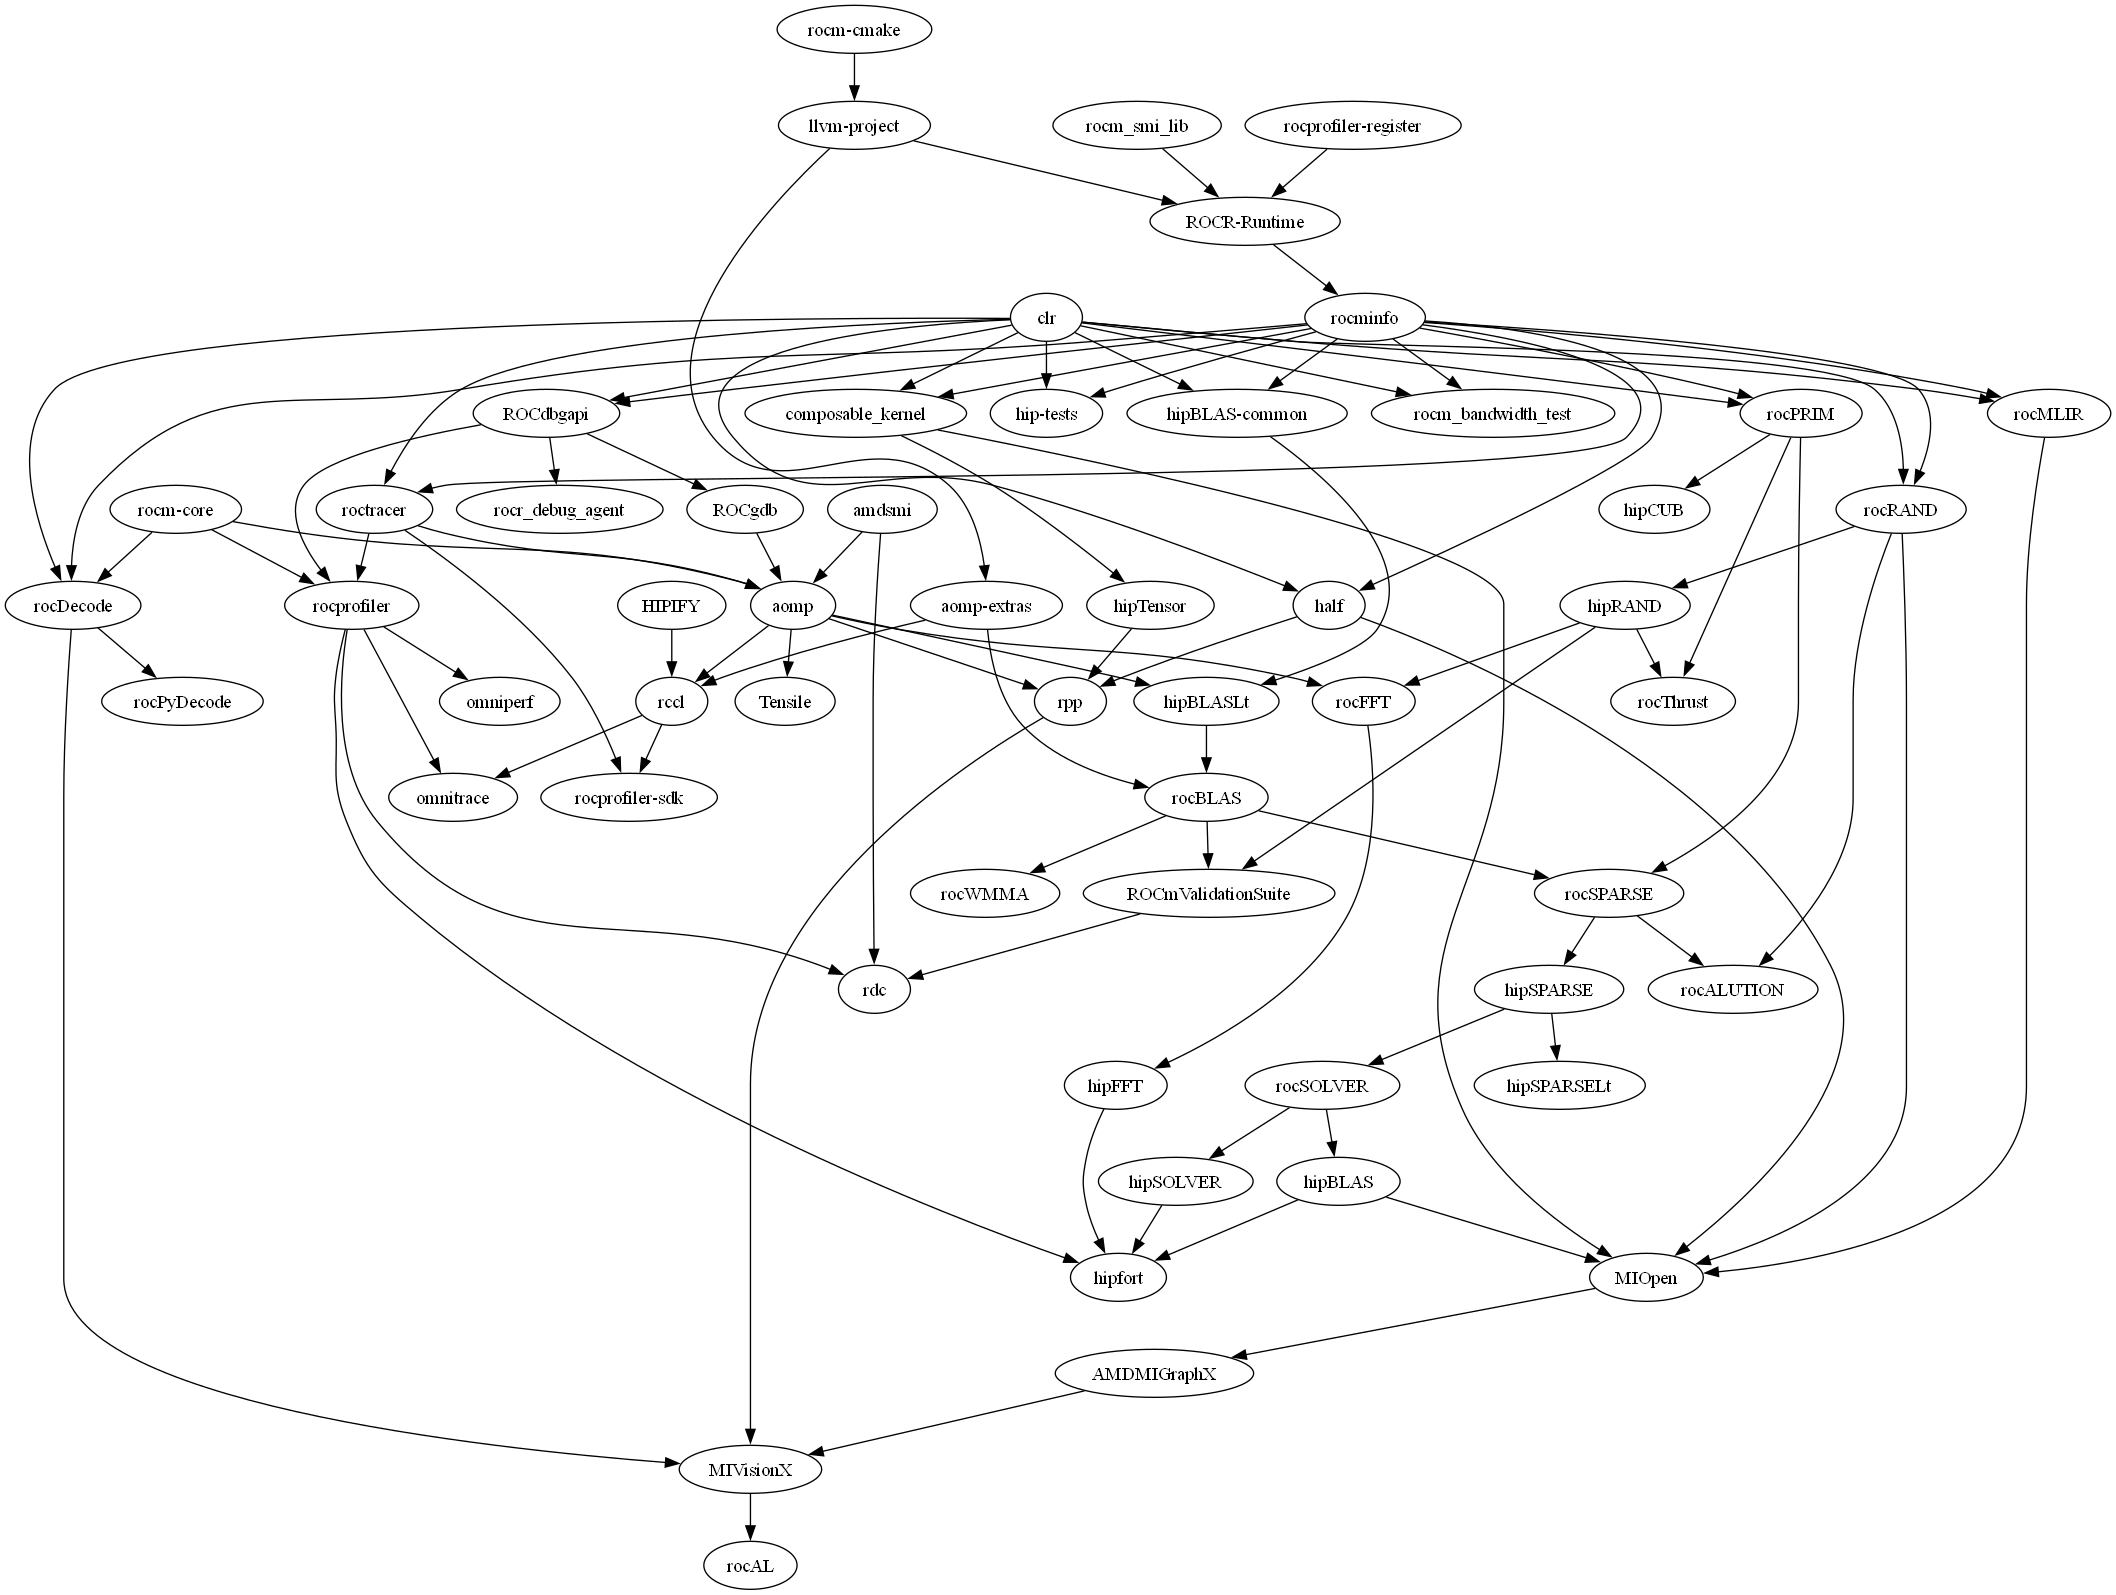 rocm-cmake
llvm-project
rocm_smi_lib
rocprofiler-register
ROCR-Runtime
clr
rocminfo
ROCdbgapi
composable_kernel
hip-tests
hipBLAS-common
rocm_bandwidth_test
rocPRIM
rocMLIR
rocm-core
roctracer
rocr_debug_agent
ROCgdb
amdsmi
hipCUB
rocRAND
rocDecode
rocprofiler
HIPIFY
aomp
aomp-extras
hipTensor
half
hipRAND
rocPyDecode
omniperf
rccl
Tensile
rpp
hipBLASLt
rocFFT
rocThrust
omnitrace
rocprofiler-sdk
rocBLAS
rocWMMA
ROCmValidationSuite
rocSPARSE
rdc
hipSPARSE
rocALUTION
hipFFT
rocSOLVER
hipSPARSELt
hipSOLVER
hipBLAS
hipfort
MIOpen
AMDMIGraphX
MIVisionX
rocAL